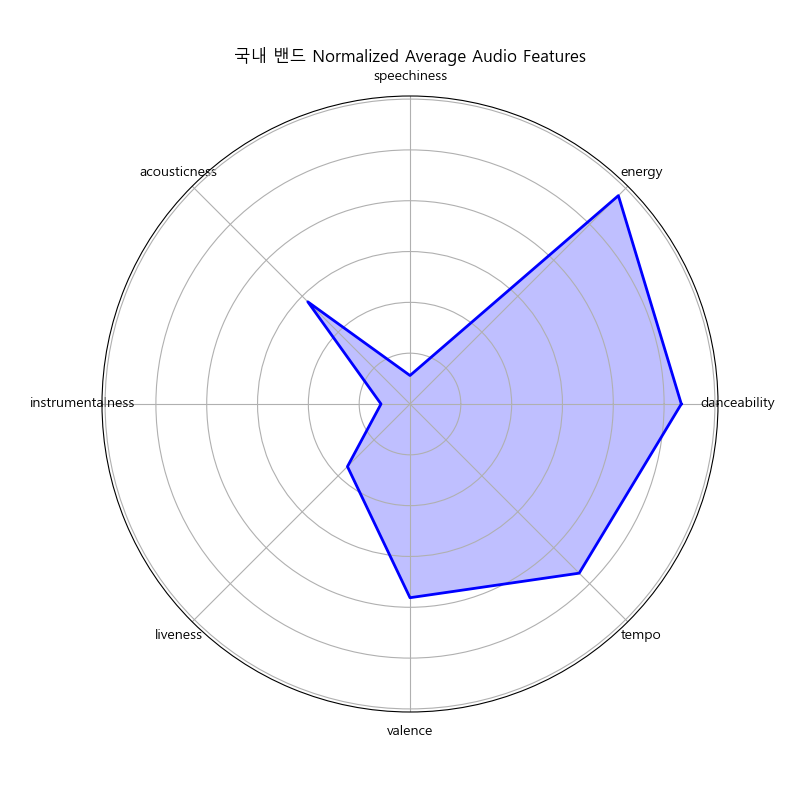 국내 밴드 Normalized Average Audio Features
speechiness
acousticness
energy
instrumentalness
danceability
liveness
tempo
valence